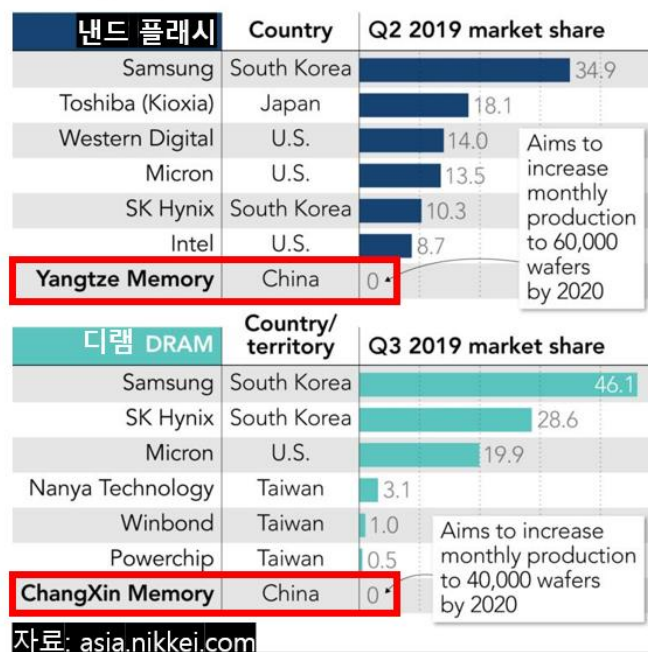 낸드 플래시 Country Q2 2019 market share
Samsung South Korea 34.9
Toshiba (Kioxia) Japan 18.1
Western Digital U.S. 14.0
Micron U.S. 13.5
SK Hynix South Korea 10.3
Intel U.S. 8.7
Yangtze Memory China 0
Aims to
increase
monthly
production
to 60,000
wafers
by 2020
디램 DRAM Country/
territory Q3 2019 market share
Samsung South Korea 46.1
SK Hynix South Korea 28.6
Micron U.S. 19.9
Nanya Technology Taiwan 3.1
Winbond Taiwan 1.0
Powerchip Taiwan 0.5
ChangXin Memory China 0
Aims to increase
monthly production
to 40,000 wafers
by 2020
자료: asia.nikkei.com